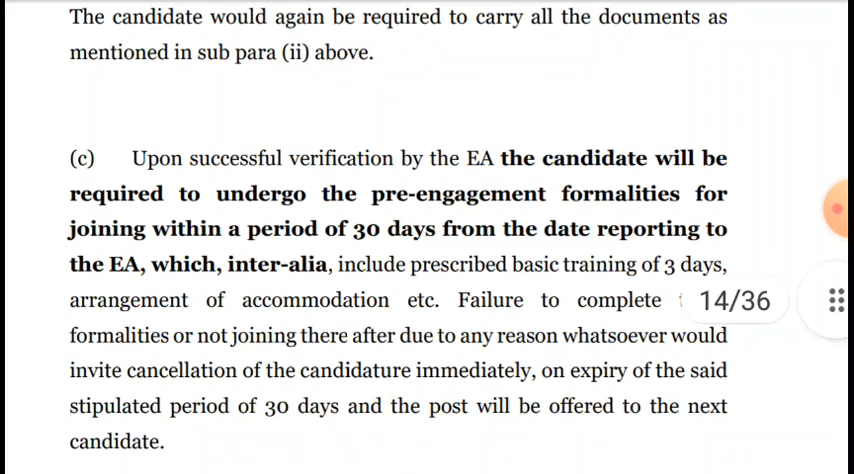 The candidate would again be required to carry all the documents as
mentioned in sub para (ii) above.
(c) Upon successful verification by the EA the candidate will be
required to undergo the pre-engagement formalities for
joining within a period of 30 days from the date reporting to
the EA, which, inter-alia, include prescribed basic training of 3 days,
arrangement of accommodation etc. Failure to complete
14/36
formalities or not joining there after due to any reason whatsoever would
invite cancellation of the candidature immediately, on expiry of the said
stipulated period of 30 days and the post will be offered to the next
candidate.